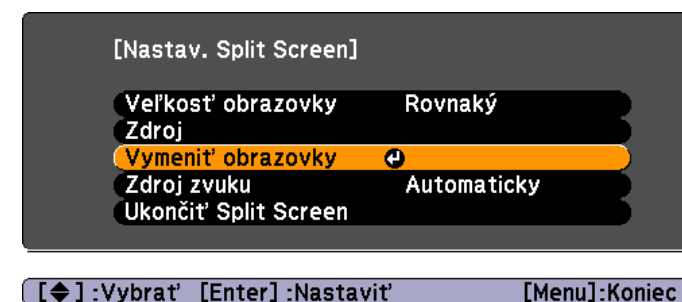 [Nastav. Split Screen]
Veľkosť obrazovky Rovnaký
Zdroj
Vymeniť obrazovky
Zdroj zvuku Automaticky
Ukončiť Split Screen
[◆] :Vybrať [Enter] :Nastaviť [Menu]:Koniec